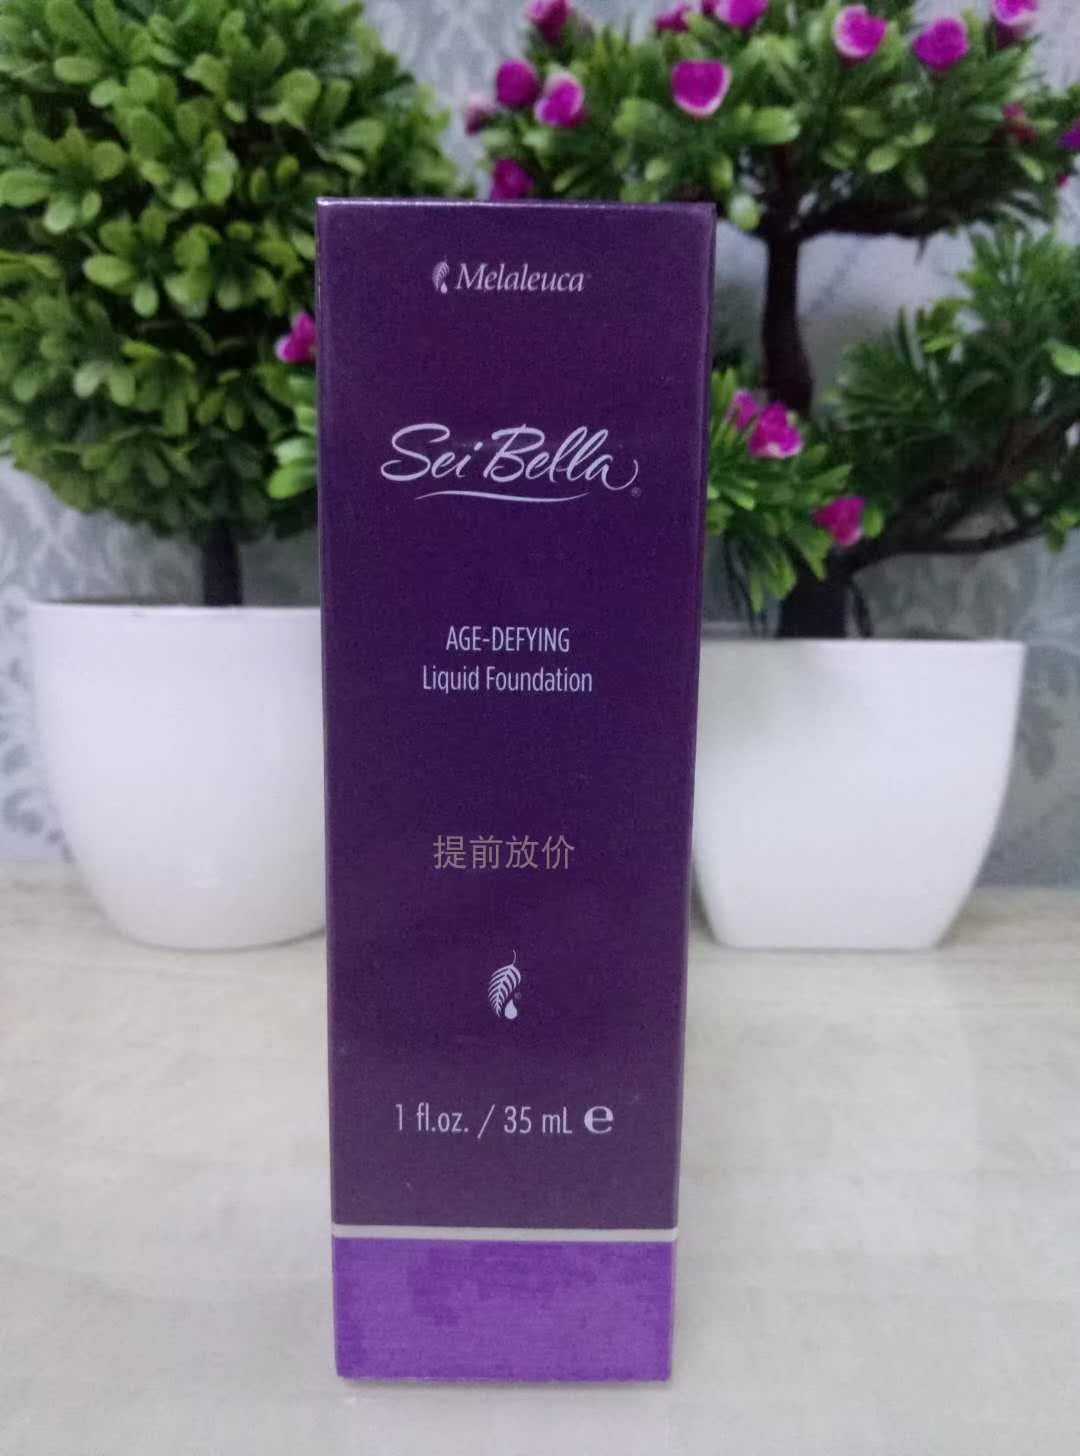 Melaleuca
Sei Bella®
AGE-DEFYING
Liquid Foundation
提前放价
1 fl.oz. / 35 mL ℮